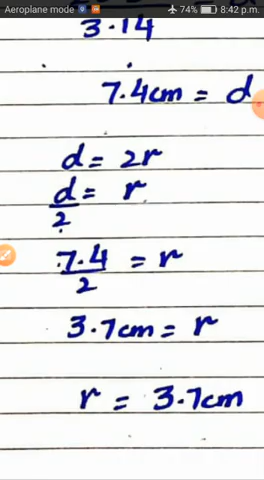 Aeroplane mode 74% 8:42 p.m.
3.14
7.4cm = d
d = 2r
d/2 = r
7.4/2 = r
3.7cm = r
r = 3.7cm